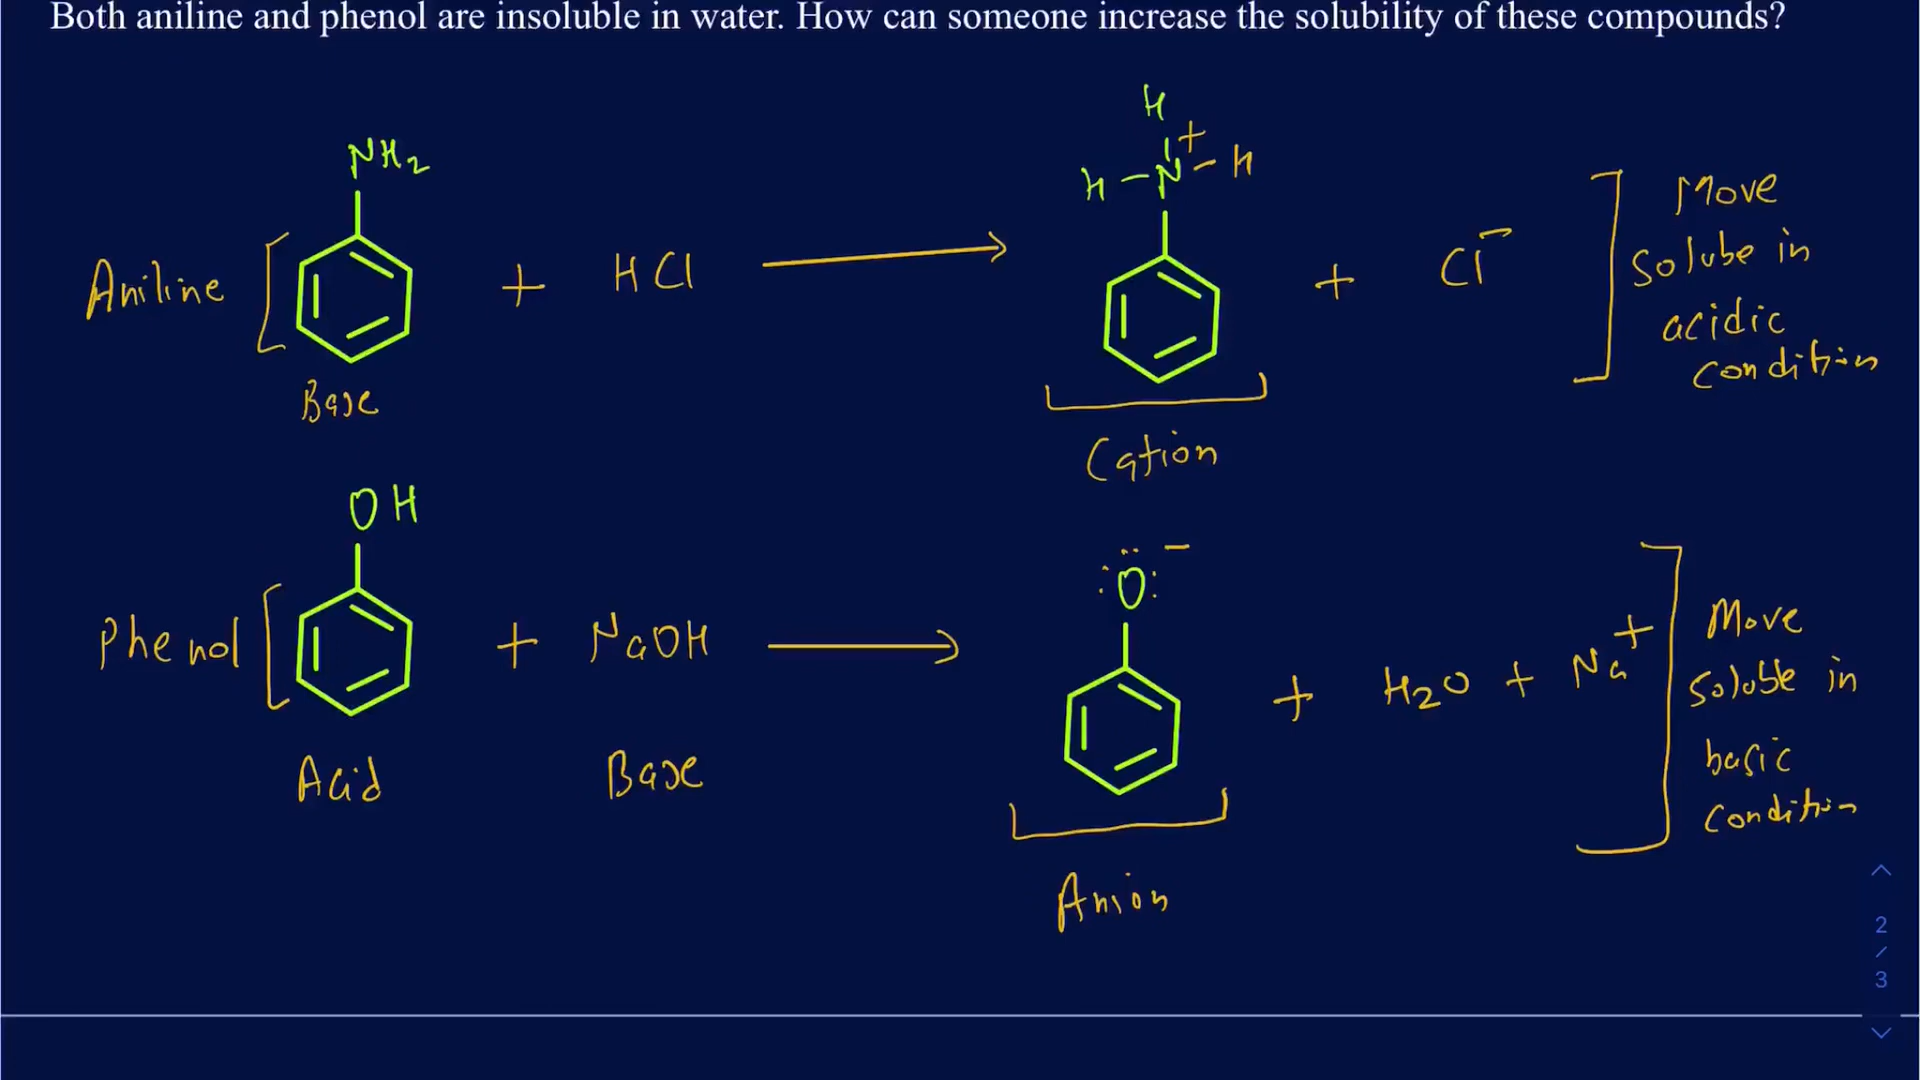 Both aniline and phenol are insoluble in water. How can someone increase the solubility of these compounds?
H
NH2
H - N+ - H
Aniline [ + HCl → + Cl⁻ ]
Move
Solube in
acidic
condition
Base
Cation
OH
:Ö:⁻
Phenol [ + NaOH → + H2O + Na+ ]
Move
Soluble in
basic
Condition
Acid Base
Anion
2
/
3